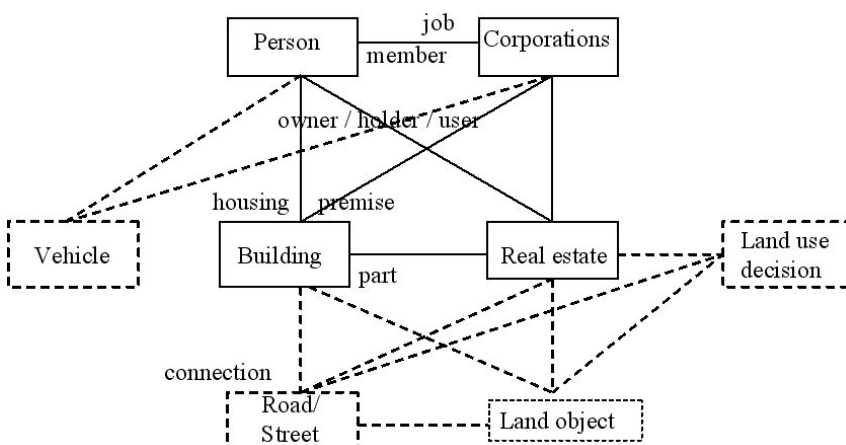 job
Person
Corporations
member
owner / holder / user
housing
premise
Vehicle
Building
Real estate
Land use
decision
part
connection
Road/
Street
Land object